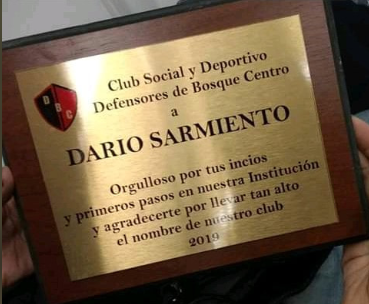 DBC
Club Social y Deportivo
Defensores de Bosque Centro
a
DARIO SARMIENTO
Orgulloso por tus incios
y primeros pasos en nuestra Institución
y agradecerte por llevar tan alto
el nombre de nuestro club
2019